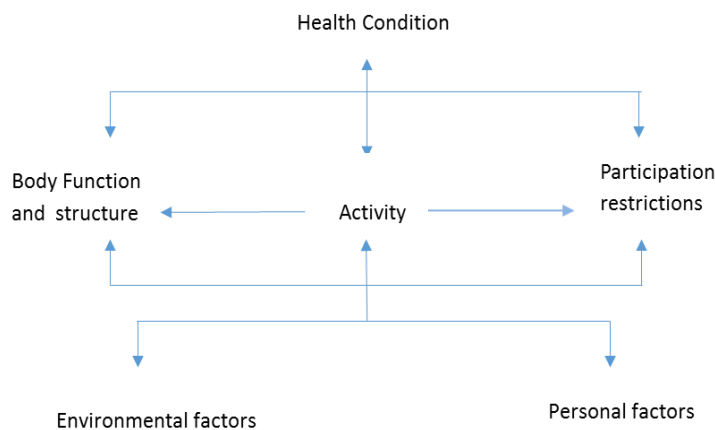 Health Condition
Body Function
and structure
Activity
Participation
restrictions
Environmental factors
Personal factors